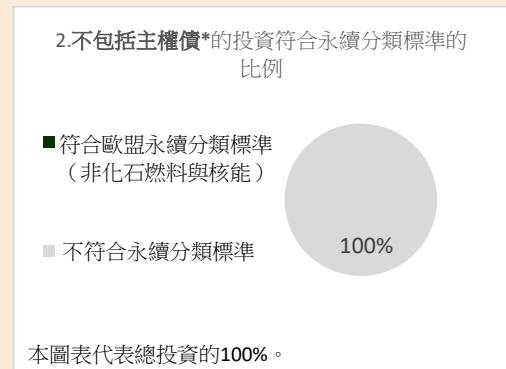 2.不包括主權債*的投資符合永續分類標準的
比例
符合歐盟永續分類標準
（非化石燃料與核能）
不符合永續分類標準
100%
本圖表代表總投資的100%。